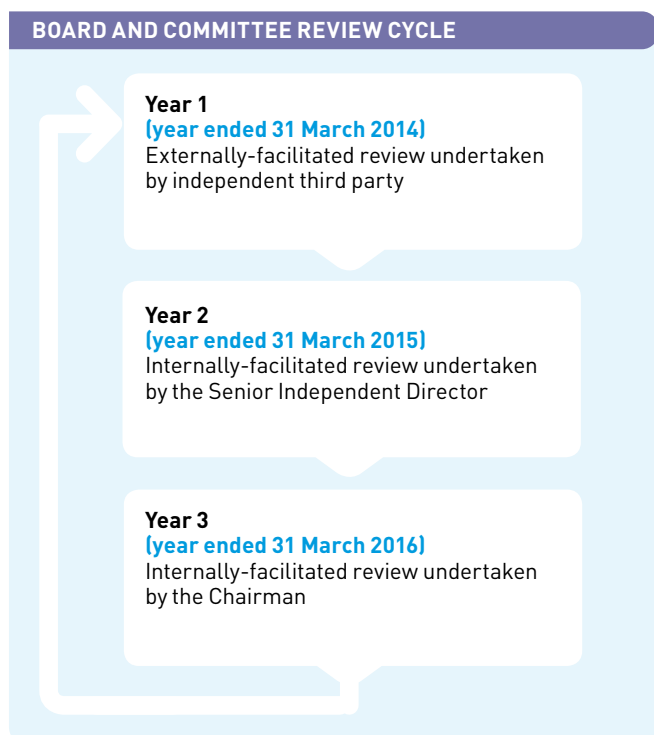 BOARD AND COMMITTEE REVIEW CYCLE
Year 1
(year ended 31 March 2014)
Externally-facilitated review undertaken
by independent third party
Year 2
(year ended 31 March 2015)
Internally-facilitated review undertaken
by the Senior Independent Director
Year 3
(year ended 31 March 2016)
Internally-facilitated review undertaken
by the Chairman